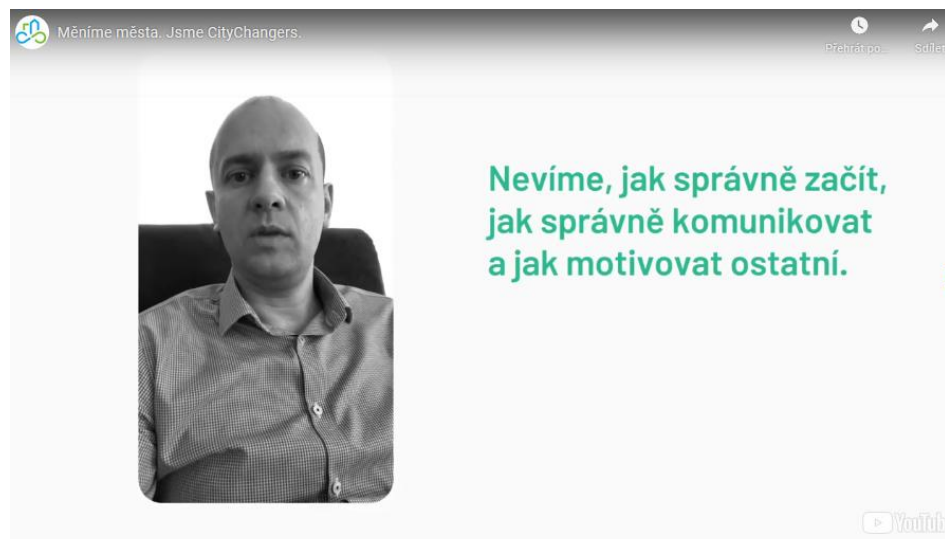 Měníme města. Jsme CityChangers.
Přehrát po...
Sdílet
Nevíme, jak správně začít,
jak správně komunikovat
a jak motivovat ostatní.
YouTube